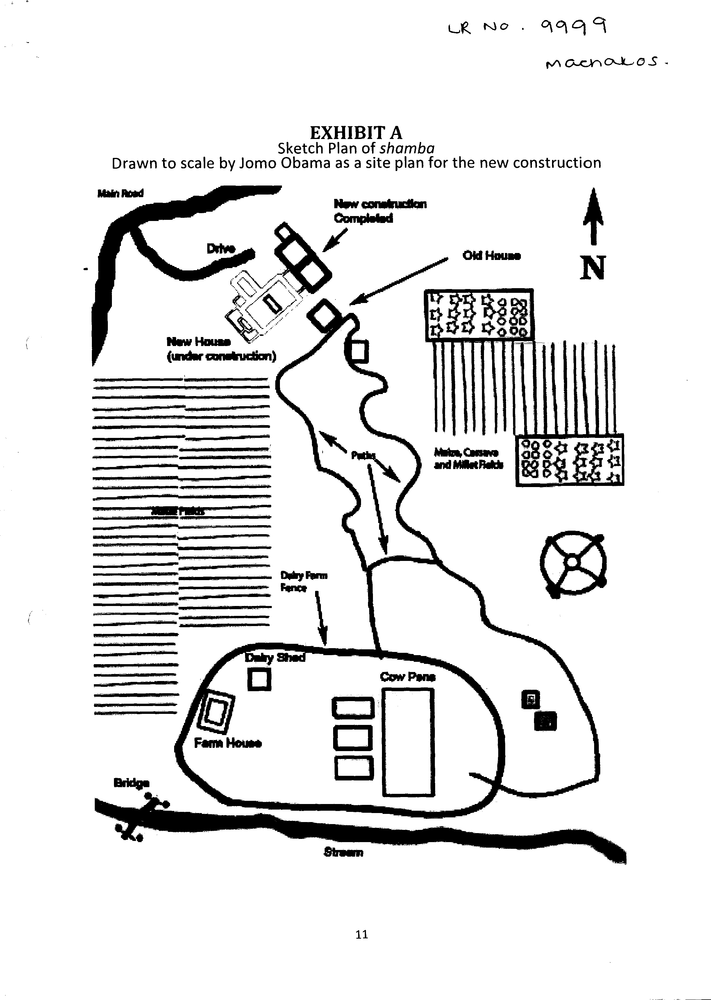 LR NO. 9999
Machakos.
EXHIBIT A
Sketch Plan of shamba
Drawn to scale by Jomo Obama as a site plan for the new construction
Main Road
New construction
Completed
Drive
Old House
N
New House
(under construction)
Paths
Maize, Cassava
and Millet Fields
Fields
Dairy Farm
Fence
Dairy Shed
Cow Pens
Farm House
Bridge
Stream
11